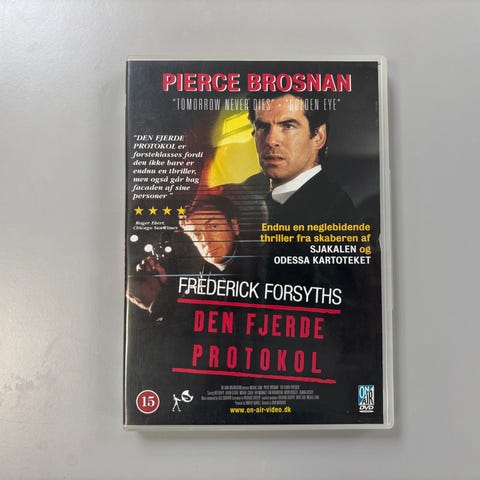 PIERCE BROSNAN
"TOMORROW NEVER DIES" - "GOLDEN EYE"
"DEN FJERDE
PROTOKOL er
førsteklasses fordi
den ikke bare er
endnu en thriller,
men også går bag
facaden af sine
personer"
Roger Ebert,
Chicago SunTimes
Endnu en neglebidende
thriller fra skaberen af
SJAKALEN og
ODESSA KARTOTEKET
FREDERICK FORSYTHS
DEN FJERDE
PROTOKOL
15
www.on-air-video.dk
ON
AIR
DVD